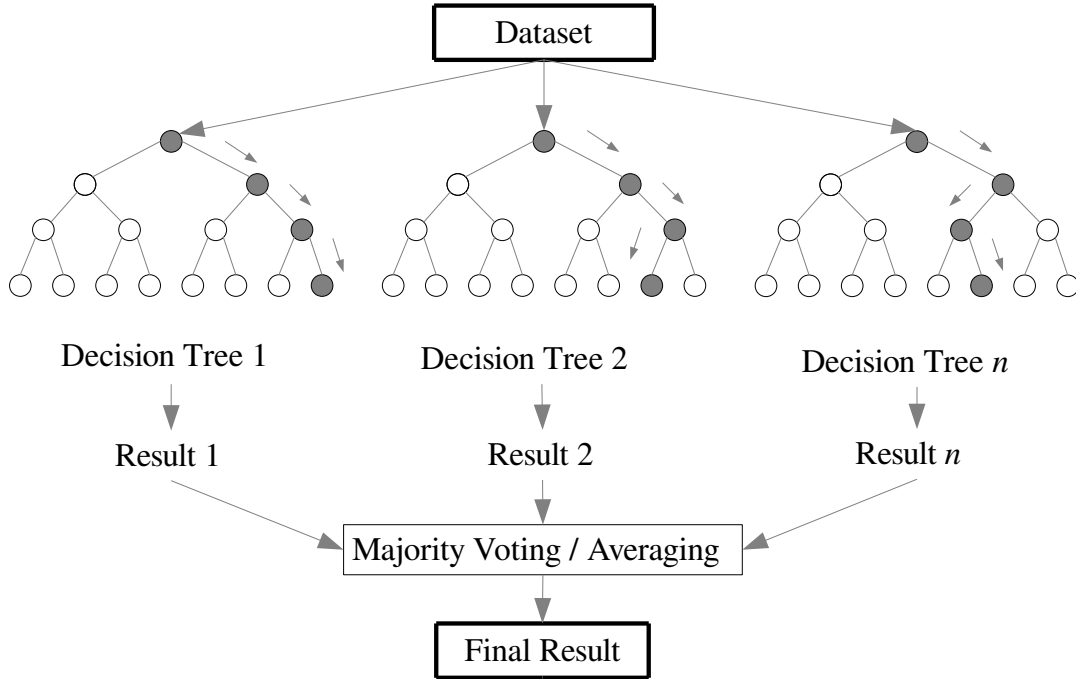 Dataset
Decision Tree 1
Decision Tree 2
Decision Tree n
Result 1
Result 2
Result n
Majority Voting / Averaging
Final Result